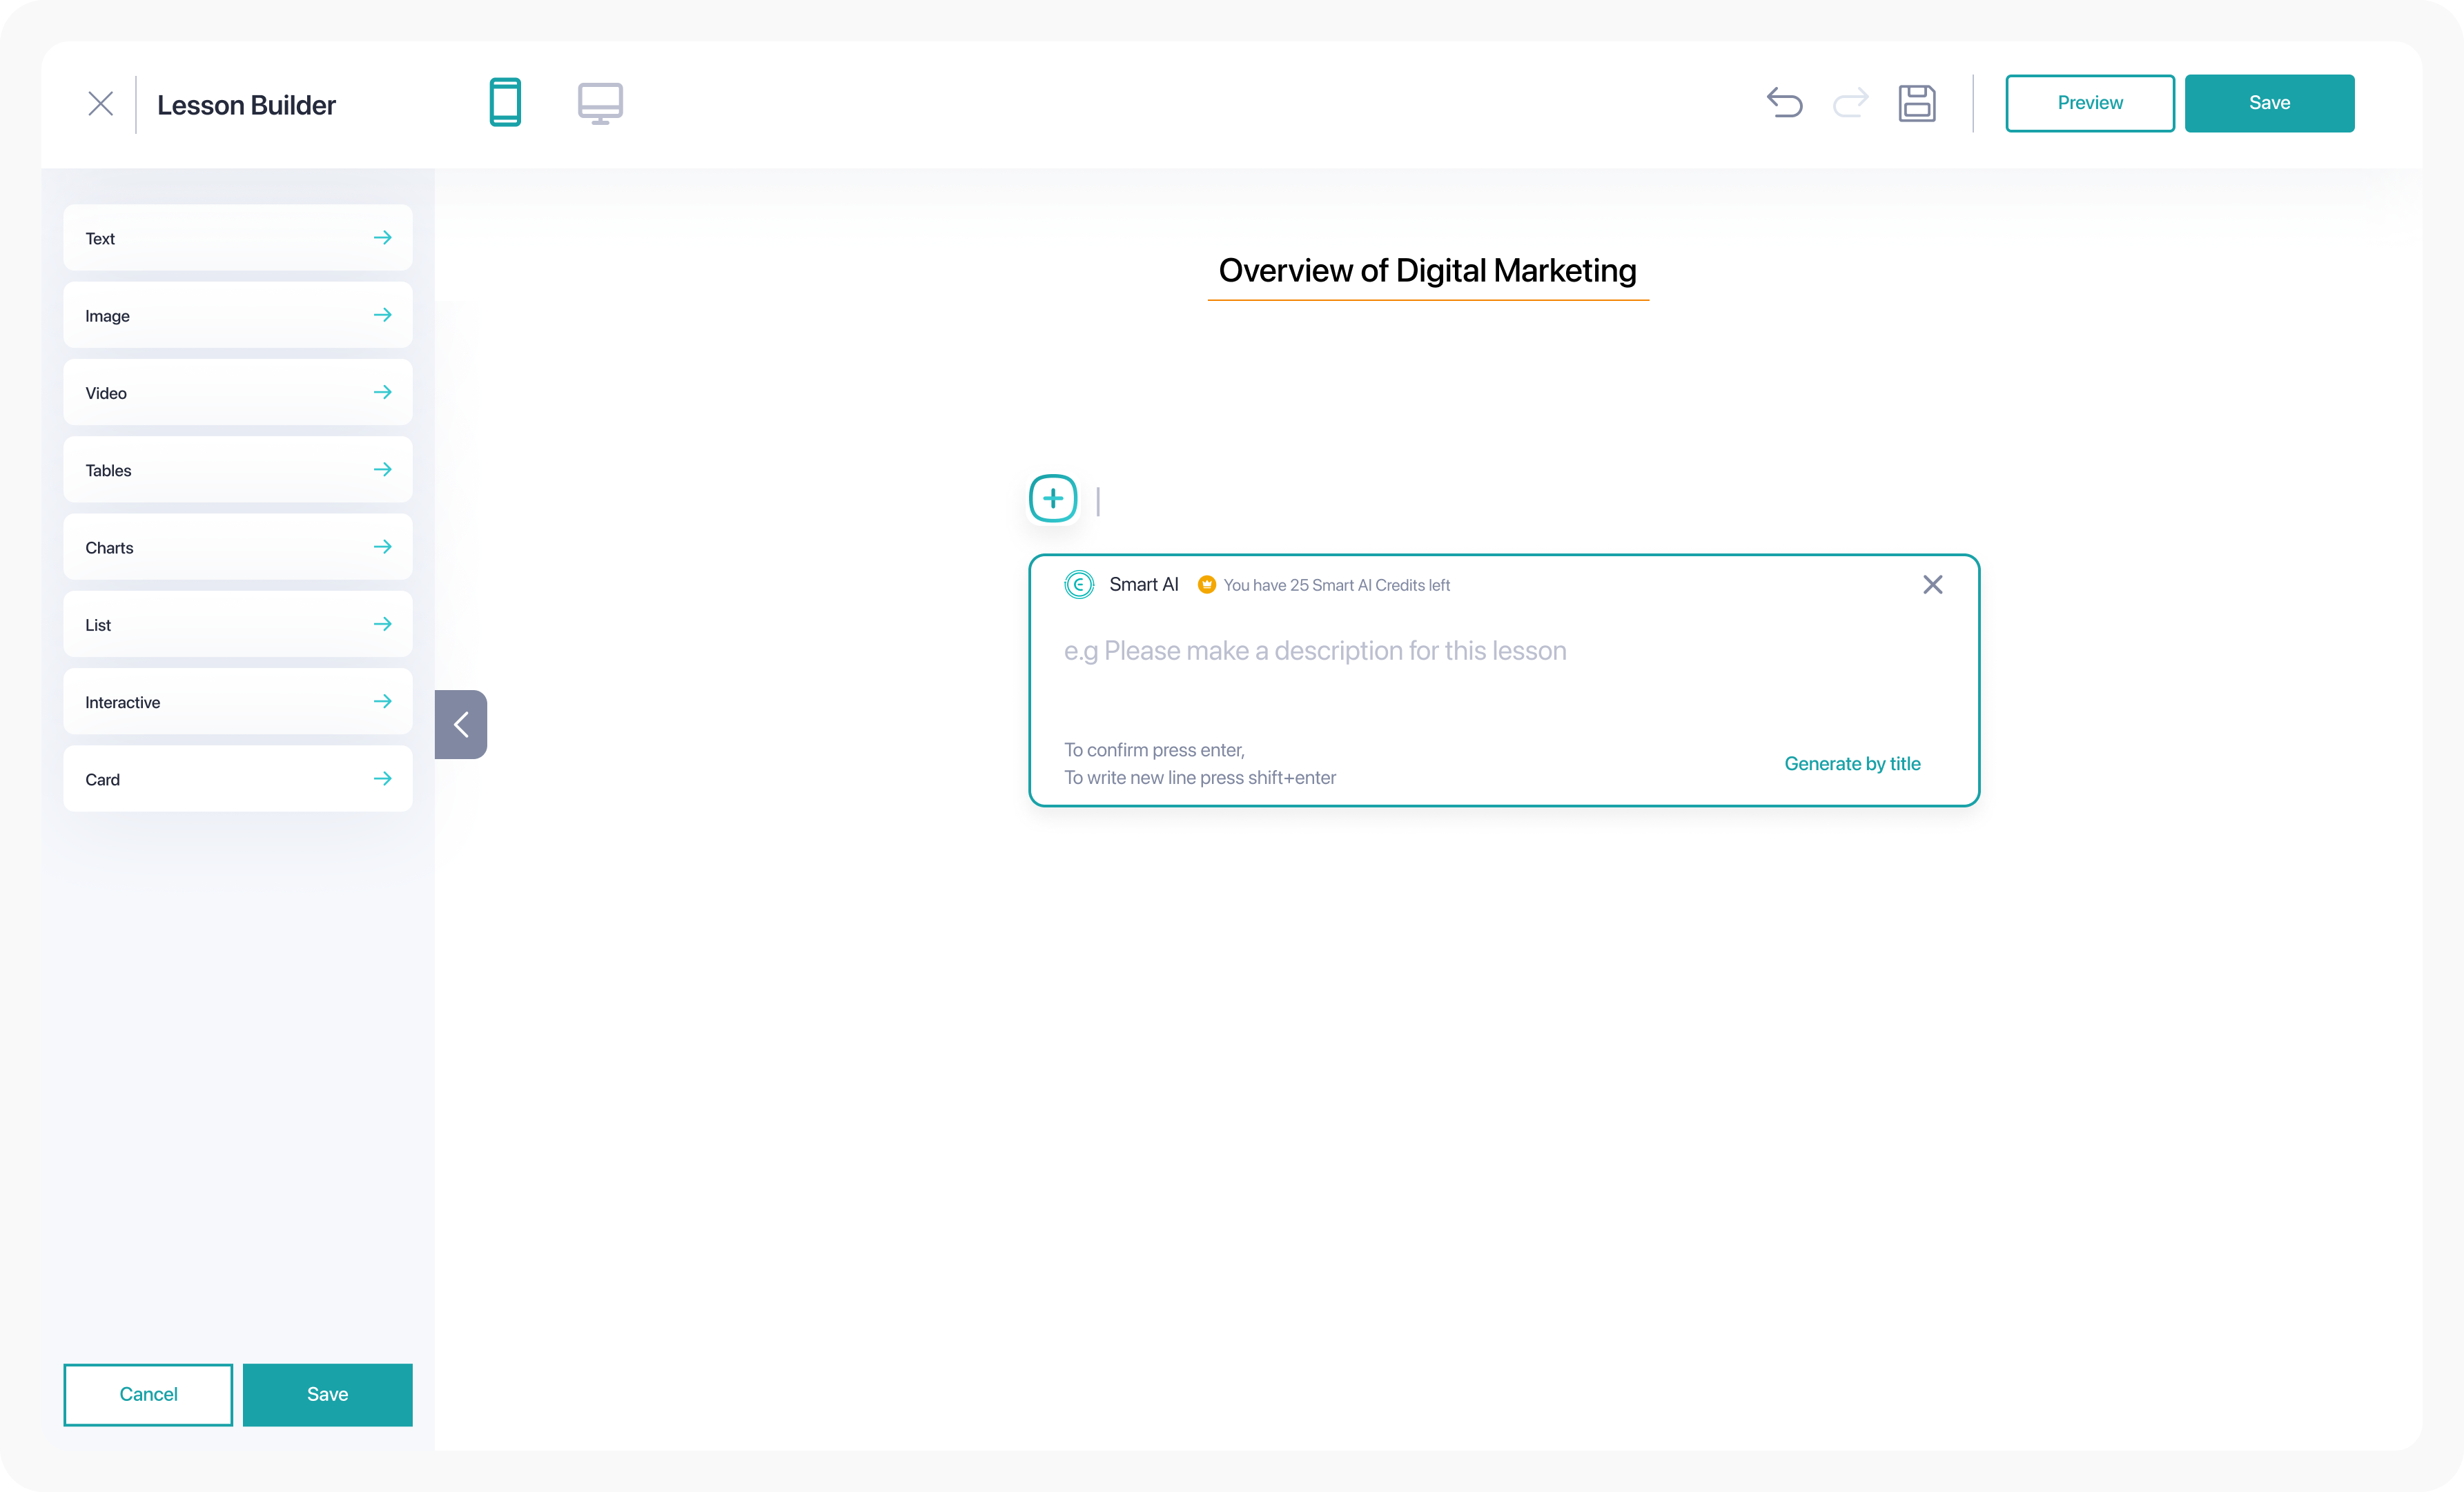 Lesson Builder
Preview
Save
Text
Image
Video
Tables
Charts
List
Interactive
Card
Cancel
Save
Overview of Digital Marketing
Smart AI
You have 25 Smart AI Credits left
e.g Please make a description for this lesson
To confirm press enter,
To write new line press shift+enter
Generate by title